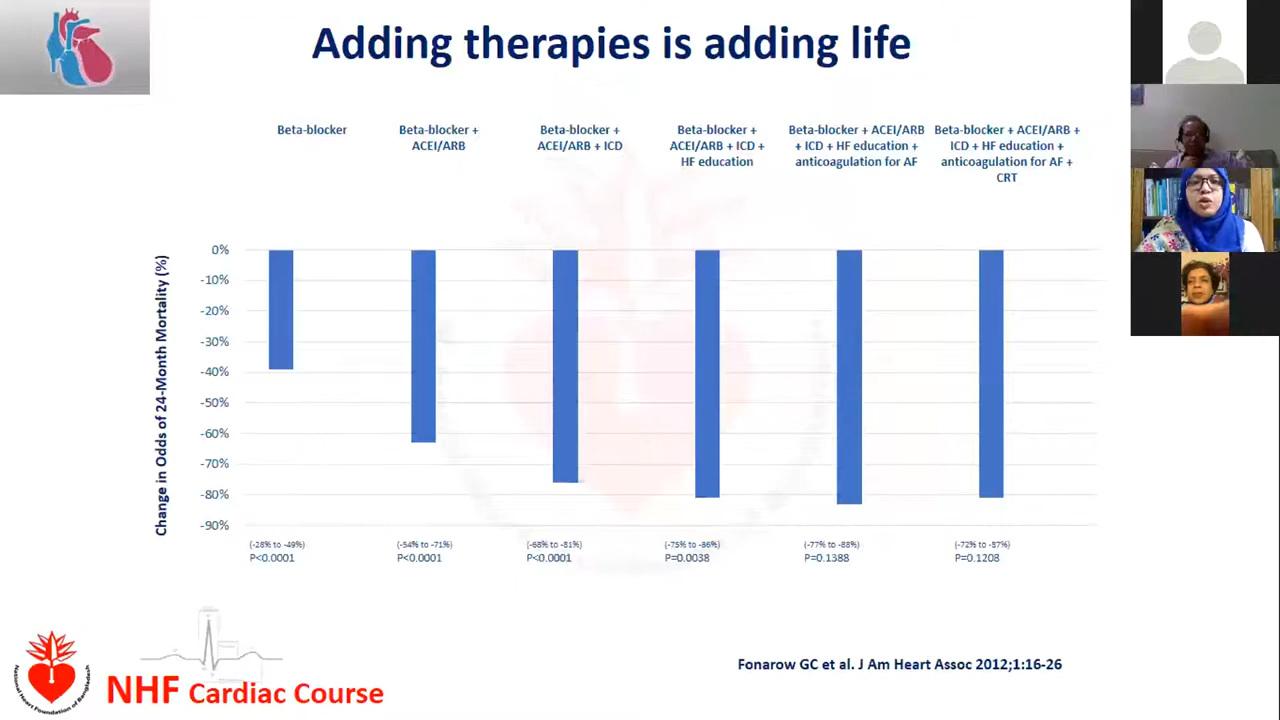 Adding therapies is adding life
Beta-blocker
Beta-blocker +
ACEI/ARB
Beta-blocker +
ACEI/ARB + ICD
Beta-blocker +
ACEI/ARB + ICD +
HF education
Beta-blocker + ACEI/ARB
+ ICD + HF education +
anticoagulation for AF
Beta-blocker + ACEI/ARB +
ICD + HF education +
anticoagulation for AF +
CRT
Change in Odds of 24-Month Mortality (%)
0%
-10%
-20%
-30%
-40%
-50%
-60%
-70%
-80%
-90%
(-28% to -49%)
P<0.0001
(-54% to -71%)
P<0.0001
(-68% to -81%)
P<0.0001
(-75% to -86%)
P=0.0038
(-77% to -88%)
P=0.1388
(-72% to -87%)
P=0.1208
Fonarow GC et al. J Am Heart Assoc 2012;1:16-26
National Heart Foundation of Bangladesh
NHF Cardiac Course